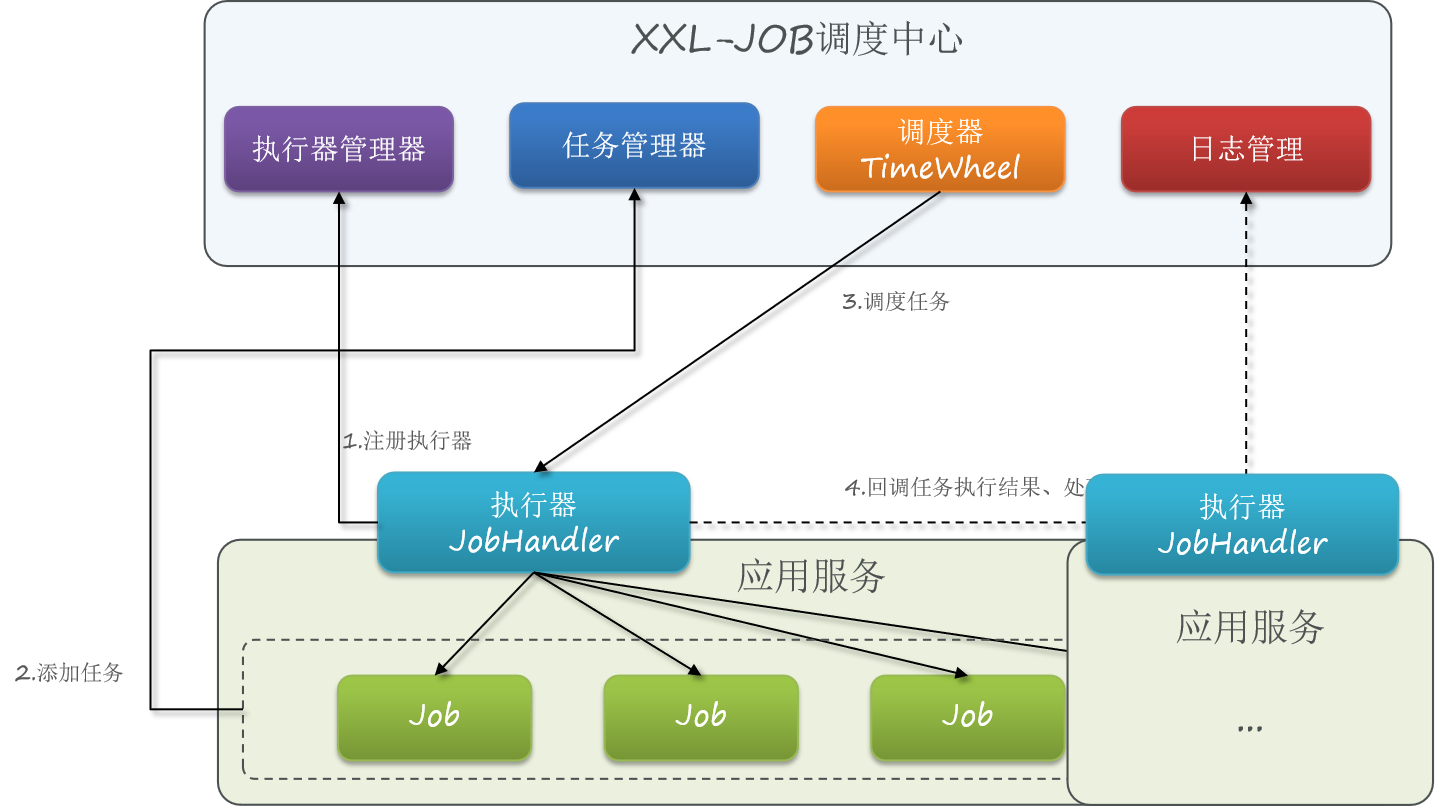 XXL-JOB调度中心
执行器管理器
任务管理器
调度器
TimeWheel
日志管理
3.调度任务
1.注册执行器
4.回调任务执行结果、处
执行器
JobHandler
执行器
JobHandler
应用服务
应用服务
2.添加任务
Job
Job
Job
...